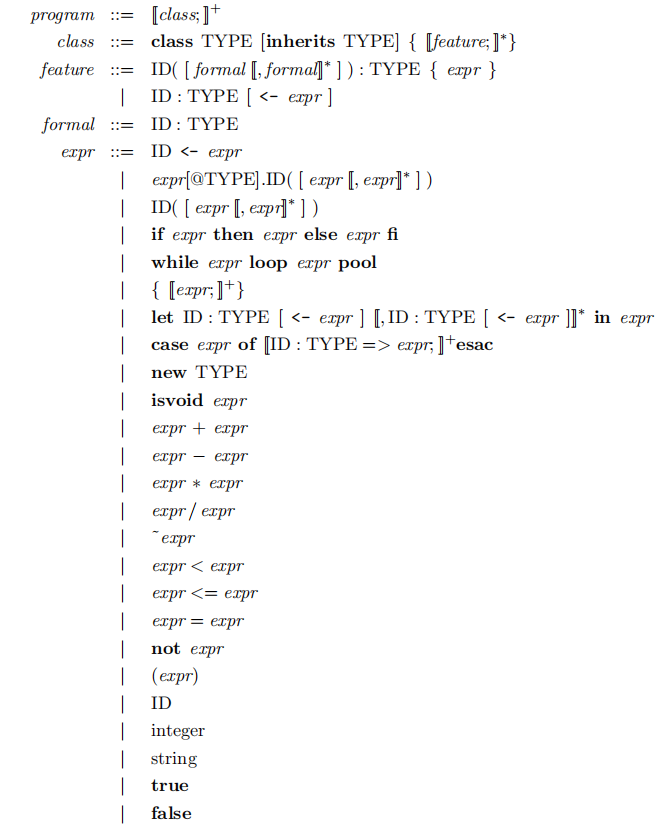 program ::= ⟦class;⟧⁺
class ::= class TYPE [inherits TYPE] { ⟦feature;⟧*}
feature ::= ID( [ formal ⟦, formal⟧* ] ) : TYPE { expr }
| ID : TYPE [ <- expr ]
formal ::= ID : TYPE
expr ::= ID <- expr
| expr[@TYPE].ID( [ expr ⟦, expr⟧* ] )
| ID( [ expr ⟦, expr⟧* ] )
| if expr then expr else expr fi
| while expr loop expr pool
| { ⟦expr;⟧⁺}
| let ID : TYPE [ <- expr ] ⟦, ID : TYPE [ <- expr ]⟧* in expr
| case expr of ⟦ID : TYPE => expr; ⟧⁺esac
| new TYPE
| isvoid expr
| expr + expr
| expr − expr
| expr ∗ expr
| expr / expr
| ˜expr
| expr < expr
| expr <= expr
| expr = expr
| not expr
| (expr)
| ID
| integer
| string
| true
| false